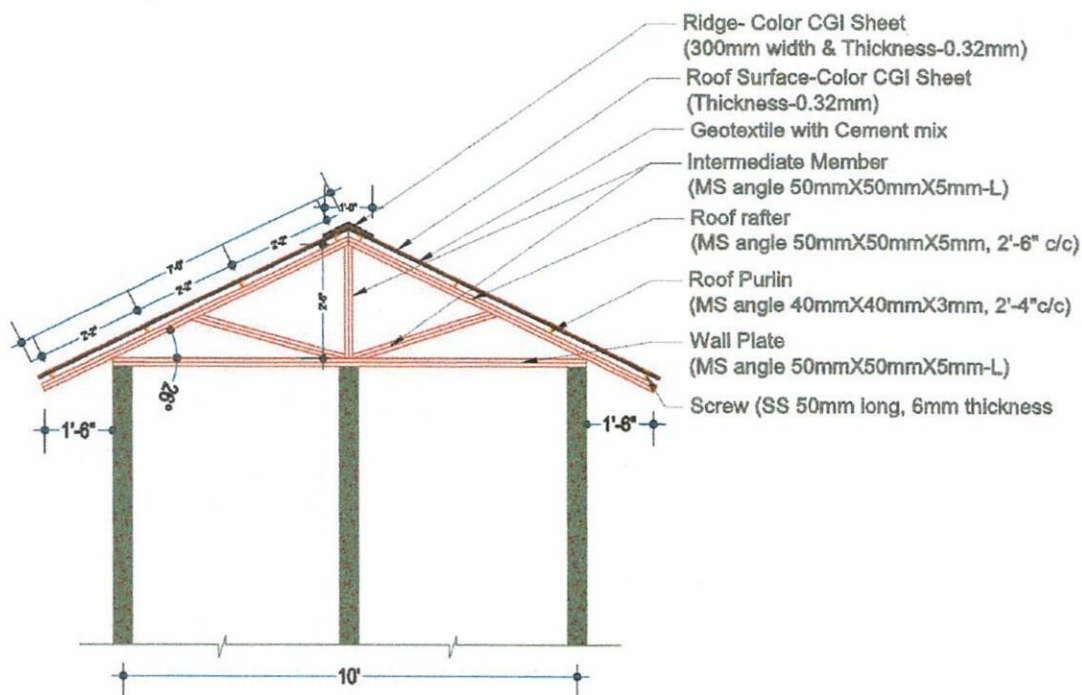 Ridge- Color CGI Sheet
(300mm width & Thickness-0.32mm)
Roof Surface-Color CGI Sheet
(Thickness-0.32mm)
Geotextile with Cement mix
Intermediate Member
(MS angle 50mmX50mmX5mm-L)
Roof rafter
(MS angle 50mmX50mmX5mm, 2'-6" c/c)
Roof Purlin
(MS angle 40mmX40mmX3mm, 2'-4"c/c)
Wall Plate
(MS angle 50mmX50mmX5mm-L)
Screw (SS 50mm long, 6mm thickness
1'-0"
26°
1'-6"
1'-6"
10'